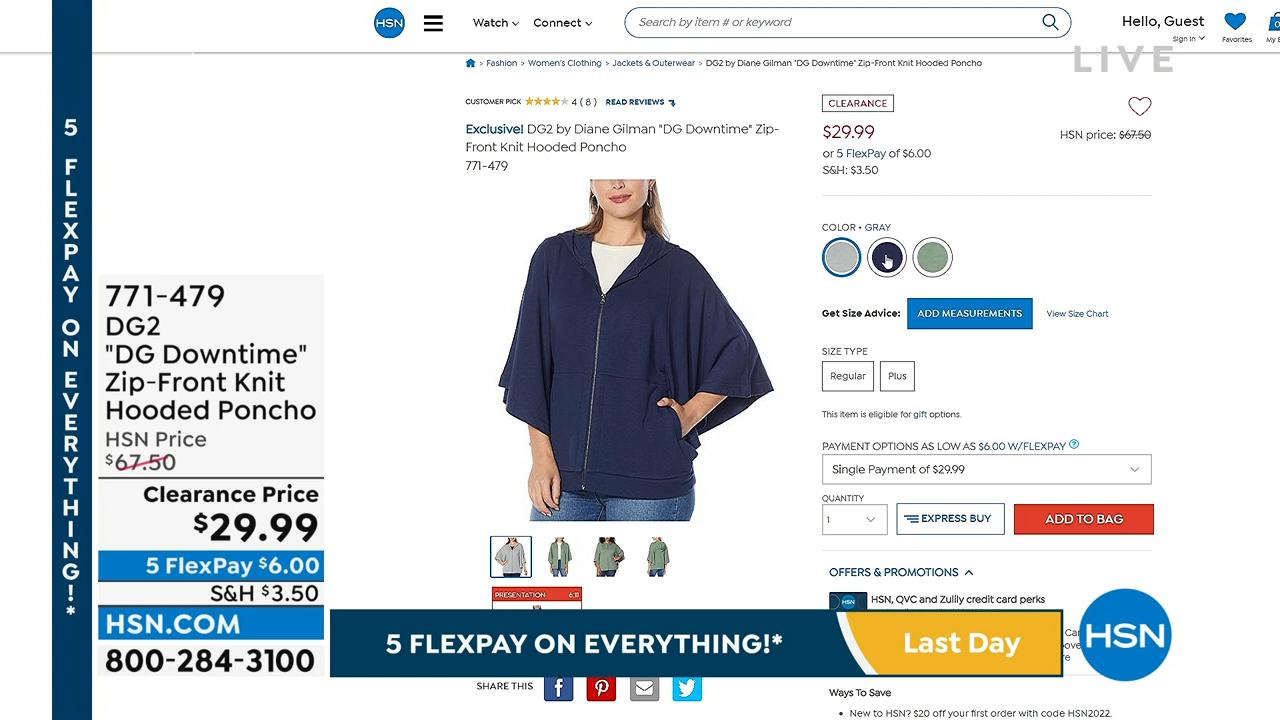 HSN
Watch
Connect
Search by item # or keyword
Hello, Guest
Sign In
Favorites
0
LIVE
> Fashion > Women's Clothing > Jackets & Outerwear > DG2 by Diane Gilman "DG Downtime" Zip-Front Knit Hooded Poncho
CUSTOMER PICK 4 ( 8 ) READ REVIEWS
Exclusive! DG2 by Diane Gilman "DG Downtime" Zip-
Front Knit Hooded Poncho
771-479
CLEARANCE
$29.99
HSN price: $67.50
or 5 FlexPay of $6.00
S&H: $3.50
COLOR • GRAY
Get Size Advice:
ADD MEASUREMENTS
View Size Chart
SIZE TYPE
Regular
Plus
This item is eligible for gift options.
PAYMENT OPTIONS AS LOW AS $6.00 W/FLEXPAY ?
Single Payment of $29.99
QUANTITY
1
EXPRESS BUY
ADD TO BAG
OFFERS & PROMOTIONS
HSN
HSN, QVC and Zulily credit card perks
PRESENTATION 6:11
SHARE THIS
Ways To Save
• New to HSN? $20 off your first order with code HSN2022.
5 FLEXPAY ON EVERYTHING!*
771-479
DG2
"DG Downtime"
Zip-Front Knit
Hooded Poncho
HSN Price
$67.50
Clearance Price
$29.99
5 FlexPay $6.00
S&H $3.50
HSN.COM
800-284-3100
5 FLEXPAY ON EVERYTHING!*
Last Day
HSN